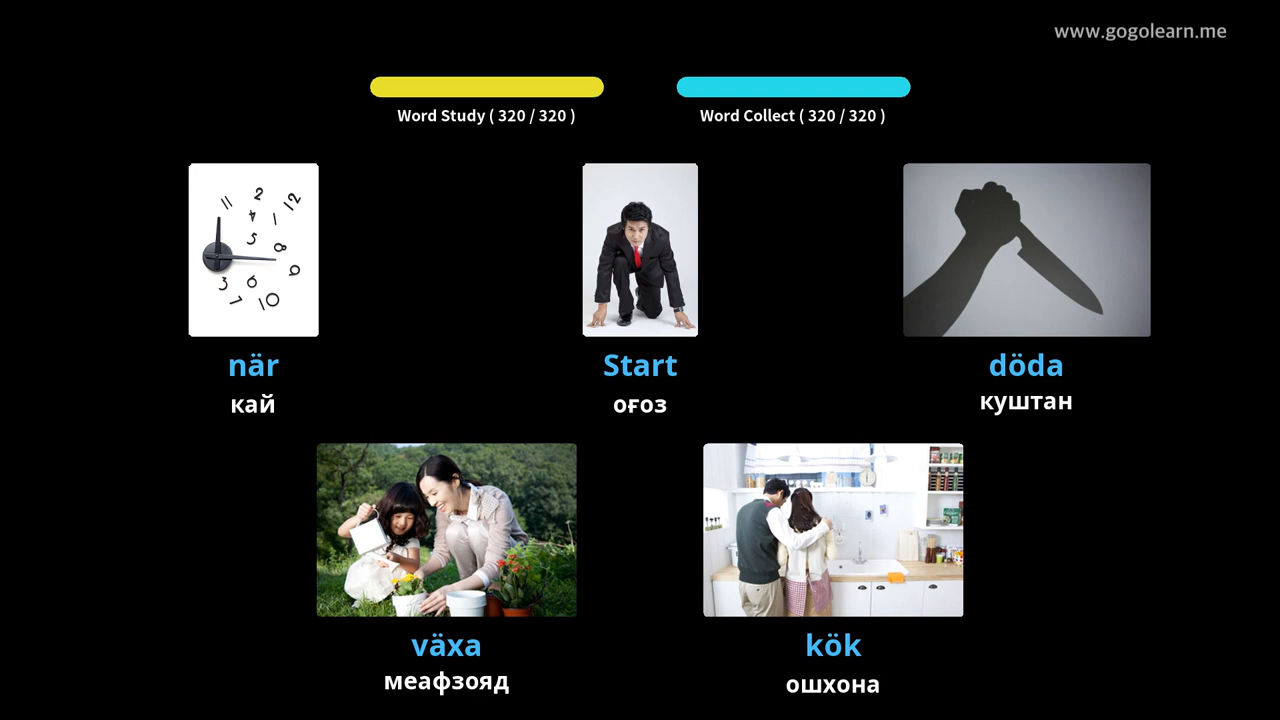 www.gogolearn.me
Word Study ( 320 / 320 )
Word Collect ( 320 / 320 )
när
Start
döda
кай
оғоз
куштан
växa
kök
меафзояд
ошхона